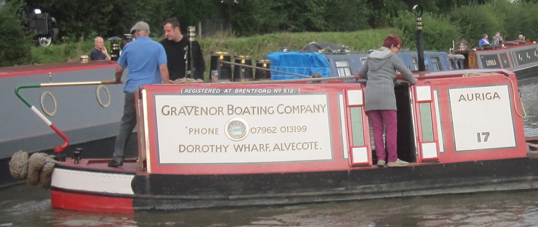 REGISTERED AT BRENTFORD No 512.
GRAVENOR BOATING COMPANY
'PHONE 07962 013199
DOROTHY WHARF, ALVECOTE.
AURIGA
17